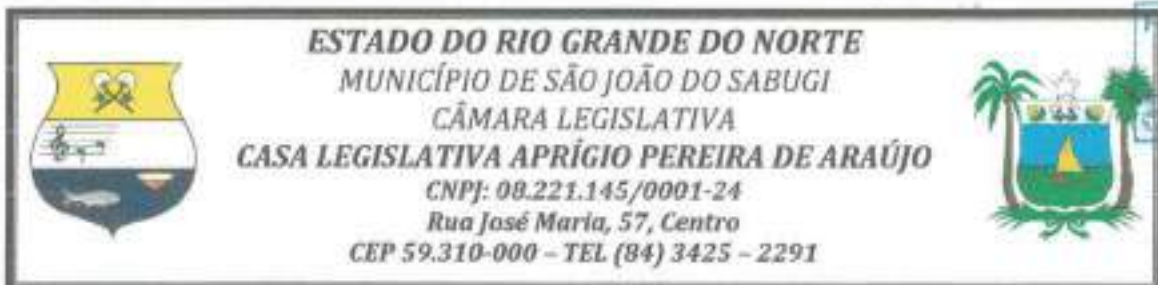 ESTADO DO RIO GRANDE DO NORTE
MUNICÍPIO DE SÃO JOÃO DO SABUGI
CÂMARA LEGISLATIVA
CASA LEGISLATIVA APRÍGIO PEREIRA DE ARAÚJO
CNPJ: 08.221.145/0001-24
Rua José Maria, 57, Centro
CEP 59.310-000 – TEL (84) 3425 – 2291